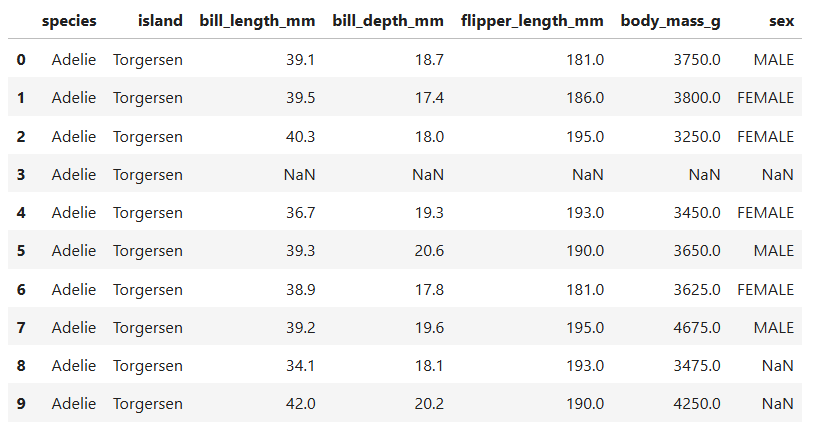 species island bill_length_mm bill_depth_mm flipper_length_mm body_mass_g sex
0 Adelie Torgersen 39.1 18.7 181.0 3750.0 MALE
1 Adelie Torgersen 39.5 17.4 186.0 3800.0 FEMALE
2 Adelie Torgersen 40.3 18.0 195.0 3250.0 FEMALE
3 Adelie Torgersen NaN NaN NaN NaN NaN
4 Adelie Torgersen 36.7 19.3 193.0 3450.0 FEMALE
5 Adelie Torgersen 39.3 20.6 190.0 3650.0 MALE
6 Adelie Torgersen 38.9 17.8 181.0 3625.0 FEMALE
7 Adelie Torgersen 39.2 19.6 195.0 4675.0 MALE
8 Adelie Torgersen 34.1 18.1 193.0 3475.0 NaN
9 Adelie Torgersen 42.0 20.2 190.0 4250.0 NaN